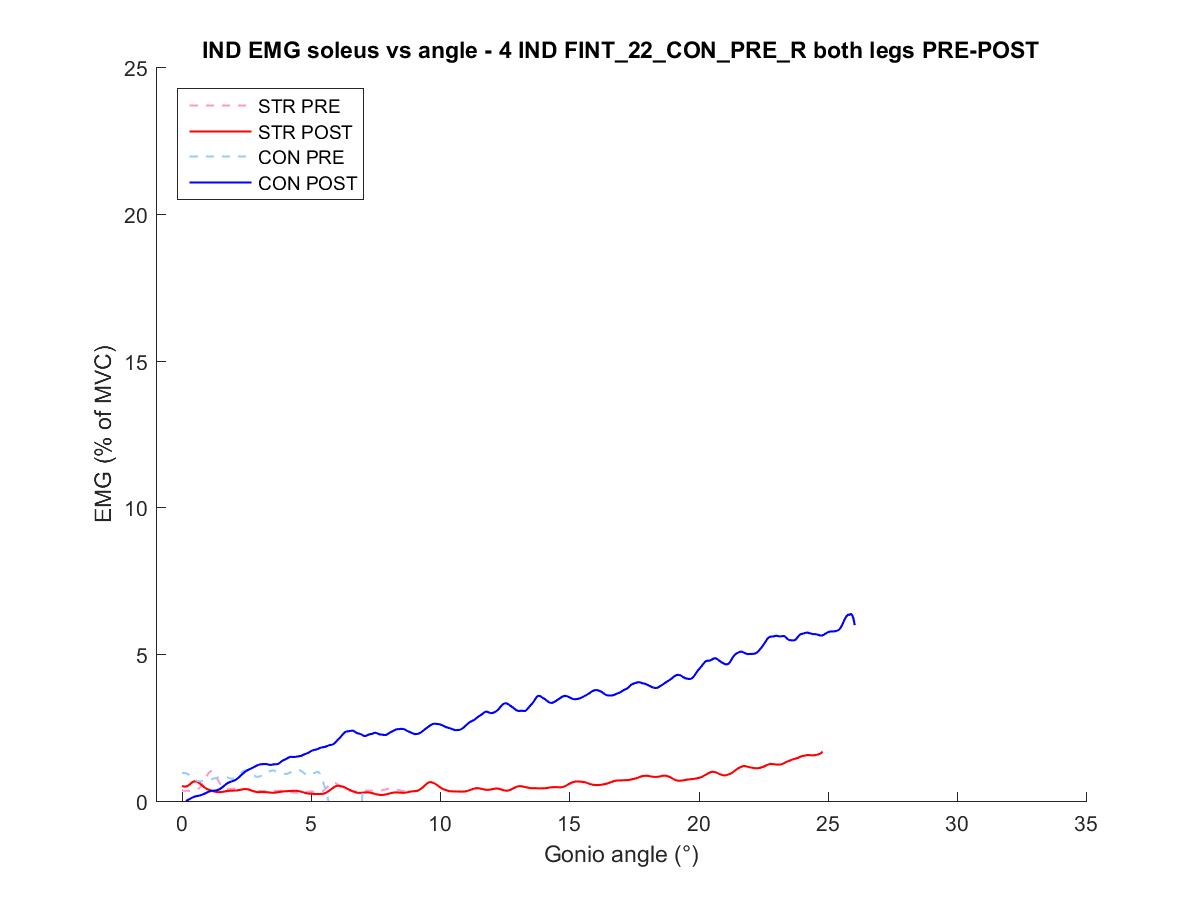 IND EMG soleus vs angle - 4 IND FINT_22_CON_PRE_R both legs PRE-POST
25
20
15
10
5
0
EMG (% of MVC)
STR PRE
STR POST
CON PRE
CON POST
0 5 10 15 20 25 30 35
Gonio angle (°)